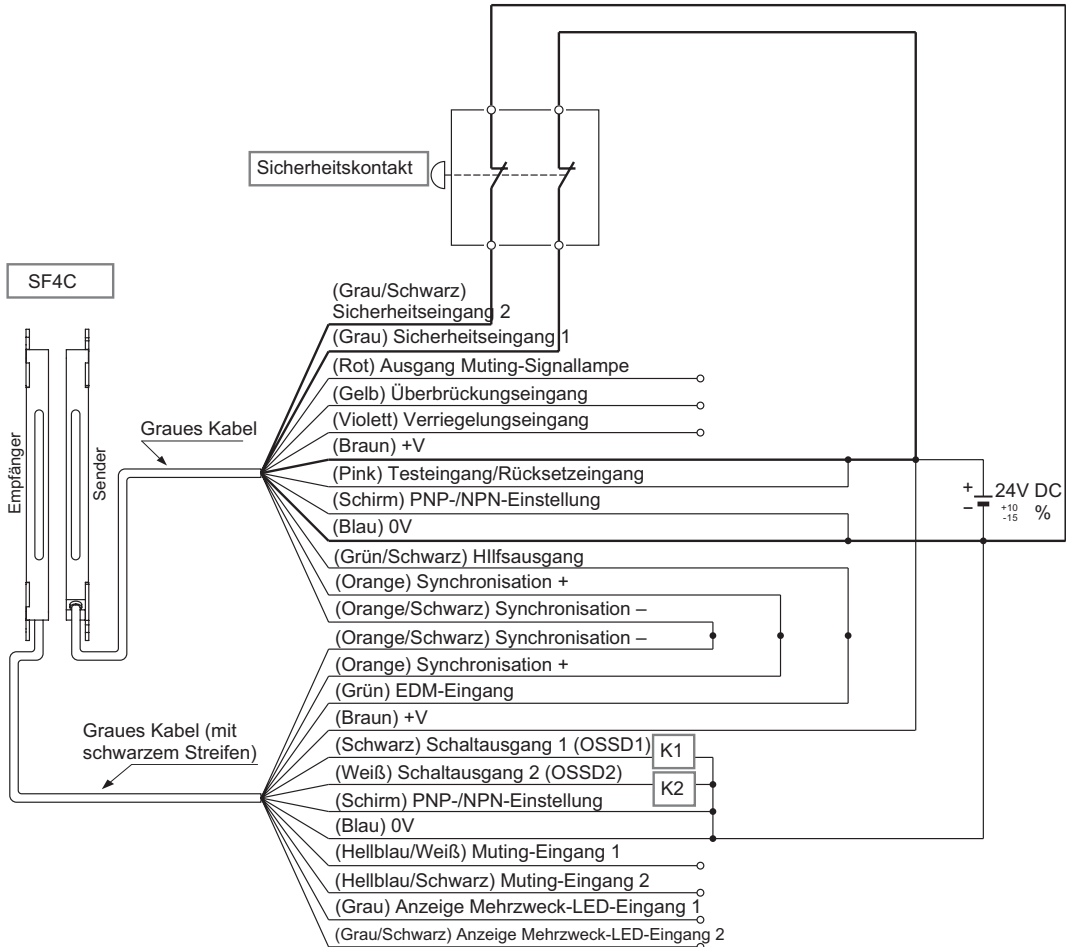 Sicherheitskontakt
SF4C
Empfänger
Sender
Graues Kabel
(Grau/Schwarz)
Sicherheitseingang 2
(Grau) Sicherheitseingang 1
(Rot) Ausgang Muting-Signallampe
(Gelb) Überbrückungseingang
(Violett) Verriegelungseingang
(Braun) +V
(Pink) Testeingang/Rücksetzeingang
(Schirm) PNP-/NPN-Einstellung
(Blau) 0V
+
–
24V DC
+10
-15 %
(Grün/Schwarz) HIlfsausgang
(Orange) Synchronisation +
(Orange/Schwarz) Synchronisation –
(Orange/Schwarz) Synchronisation –
(Orange) Synchronisation +
(Grün) EDM-Eingang
(Braun) +V
Graues Kabel (mit
schwarzem Streifen)
(Schwarz) Schaltausgang 1 (OSSD1) K1
(Weiß) Schaltausgang 2 (OSSD2) K2
(Schirm) PNP-/NPN-Einstellung
(Blau) 0V
(Hellblau/Weiß) Muting-Eingang 1
(Hellblau/Schwarz) Muting-Eingang 2
(Grau) Anzeige Mehrzweck-LED-Eingang 1
(Grau/Schwarz) Anzeige Mehrzweck-LED-Eingang 2